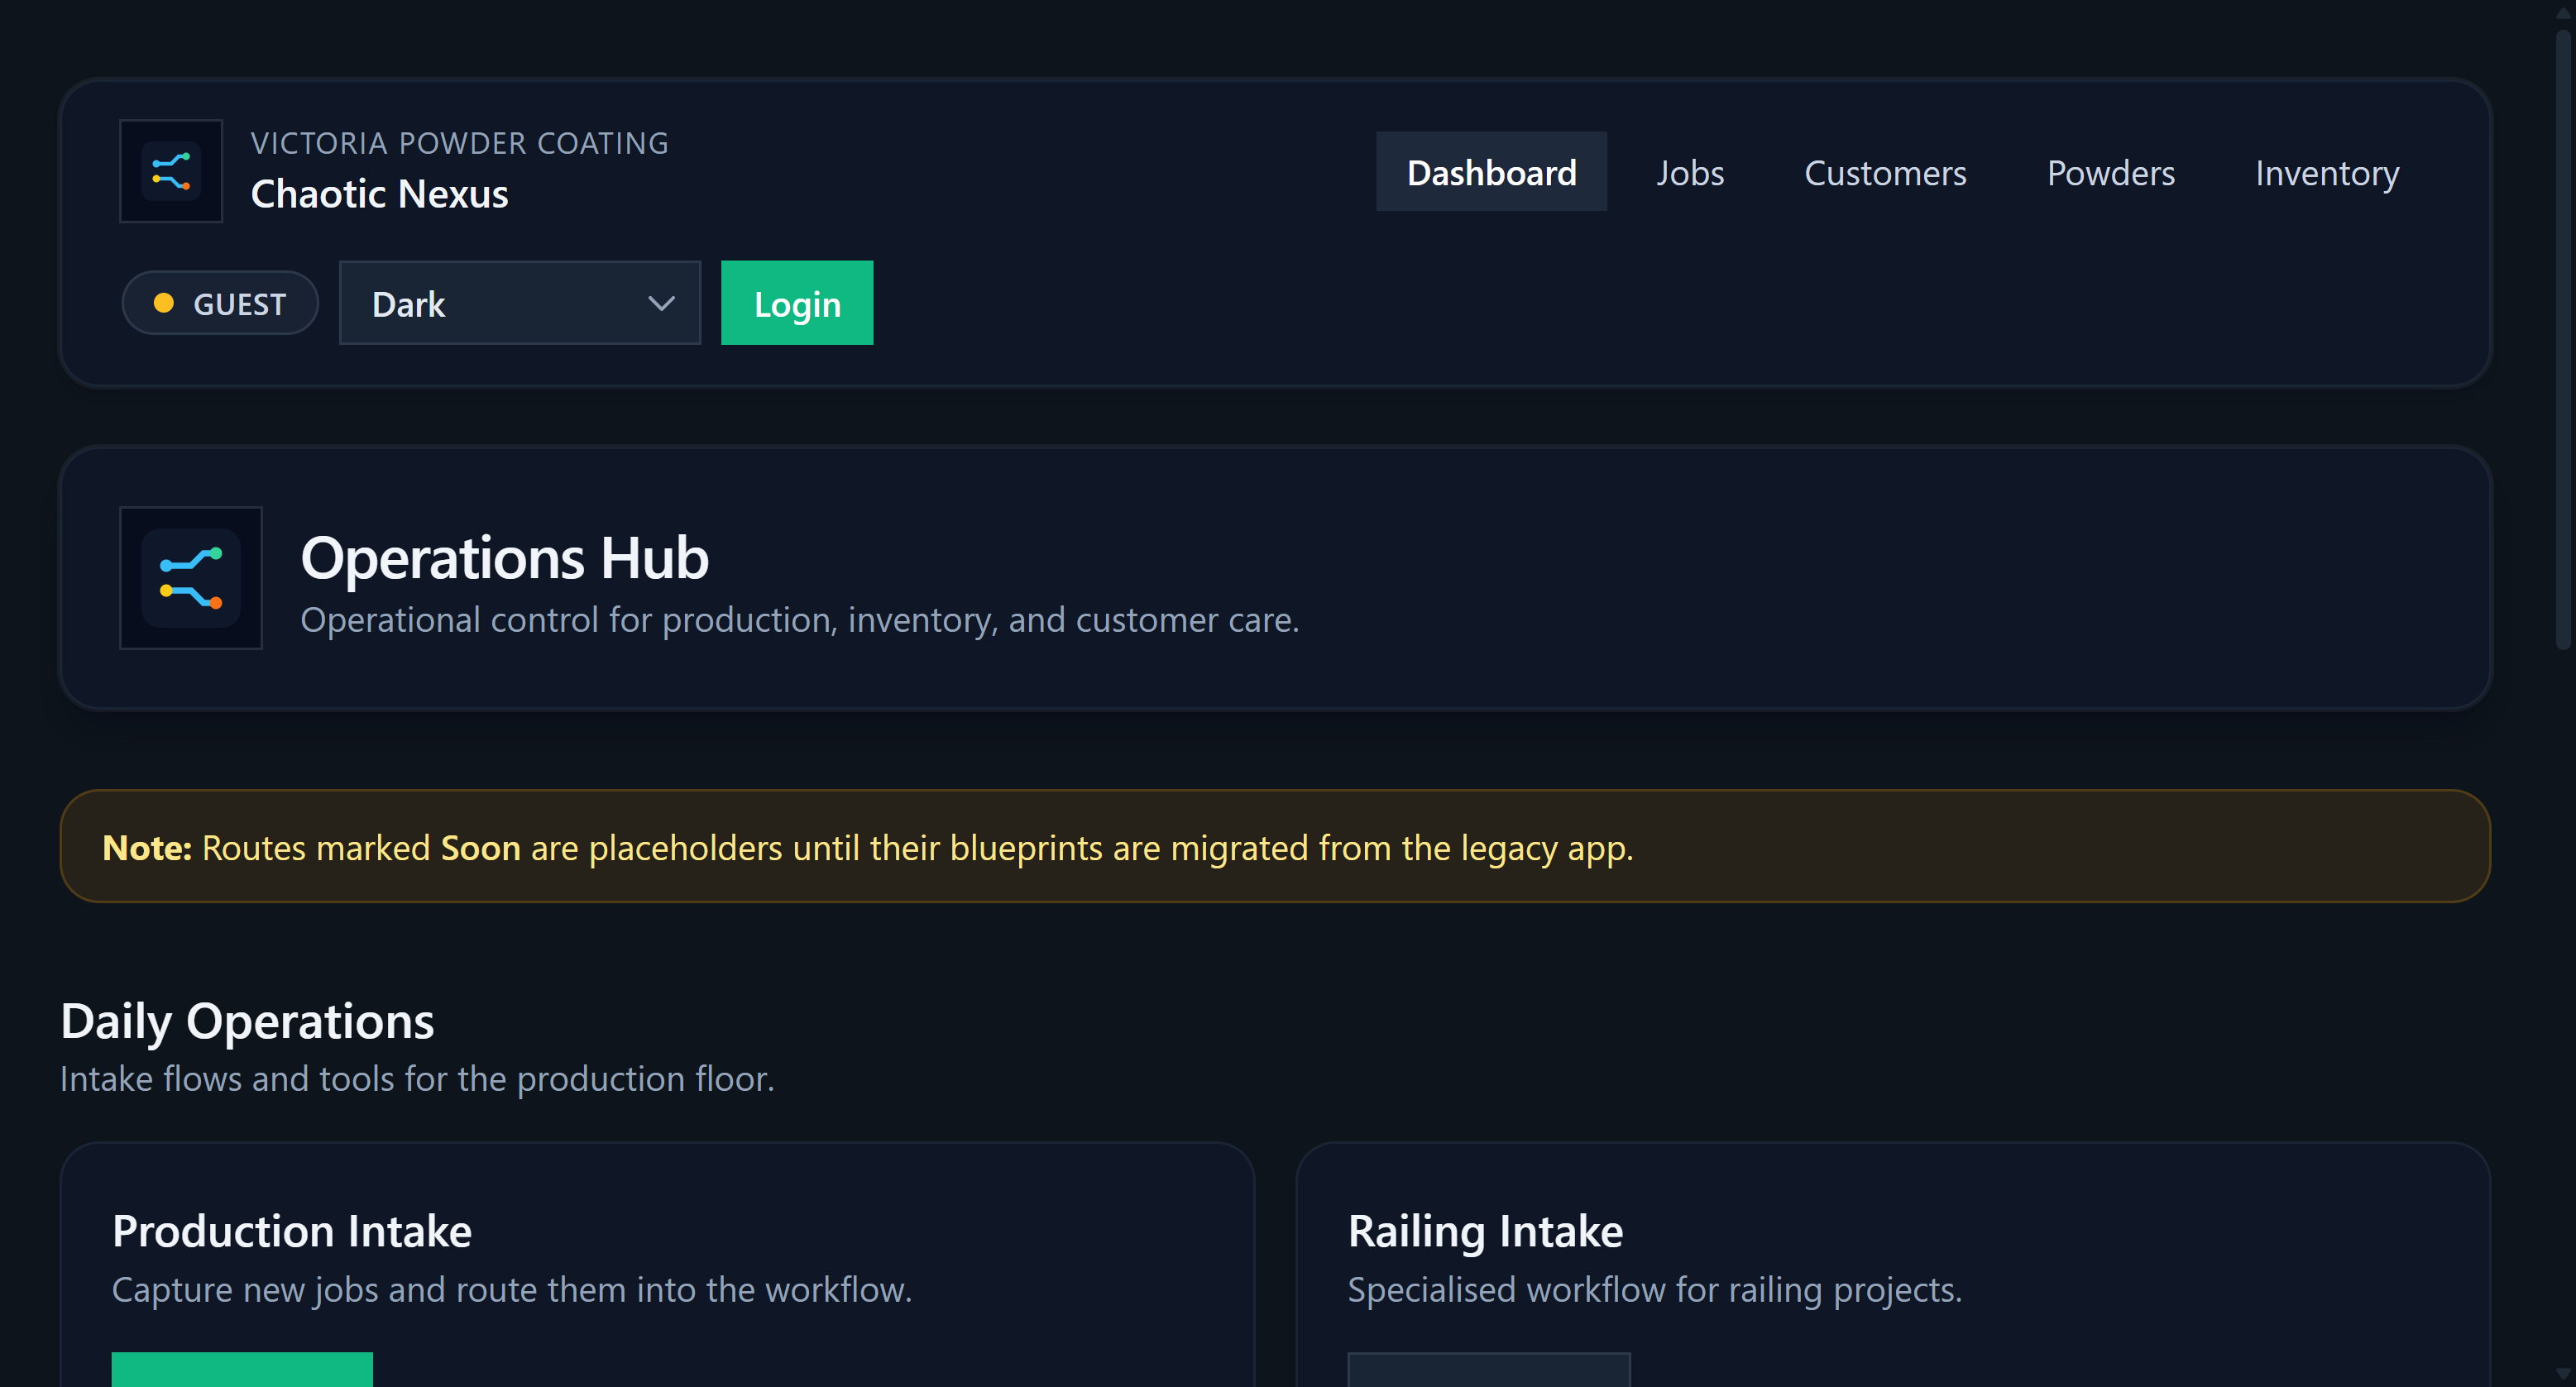 VICTORIA POWDER COATING
Chaotic Nexus
Dashboard
Jobs
Customers
Powders
Inventory
GUEST
Dark
Login
Operations Hub
Operational control for production, inventory, and customer care.
Note: Routes marked Soon are placeholders until their blueprints are migrated from the legacy app.
Daily Operations
Intake flows and tools for the production floor.
Production Intake
Capture new jobs and route them into the workflow.
Railing Intake
Specialised workflow for railing projects.